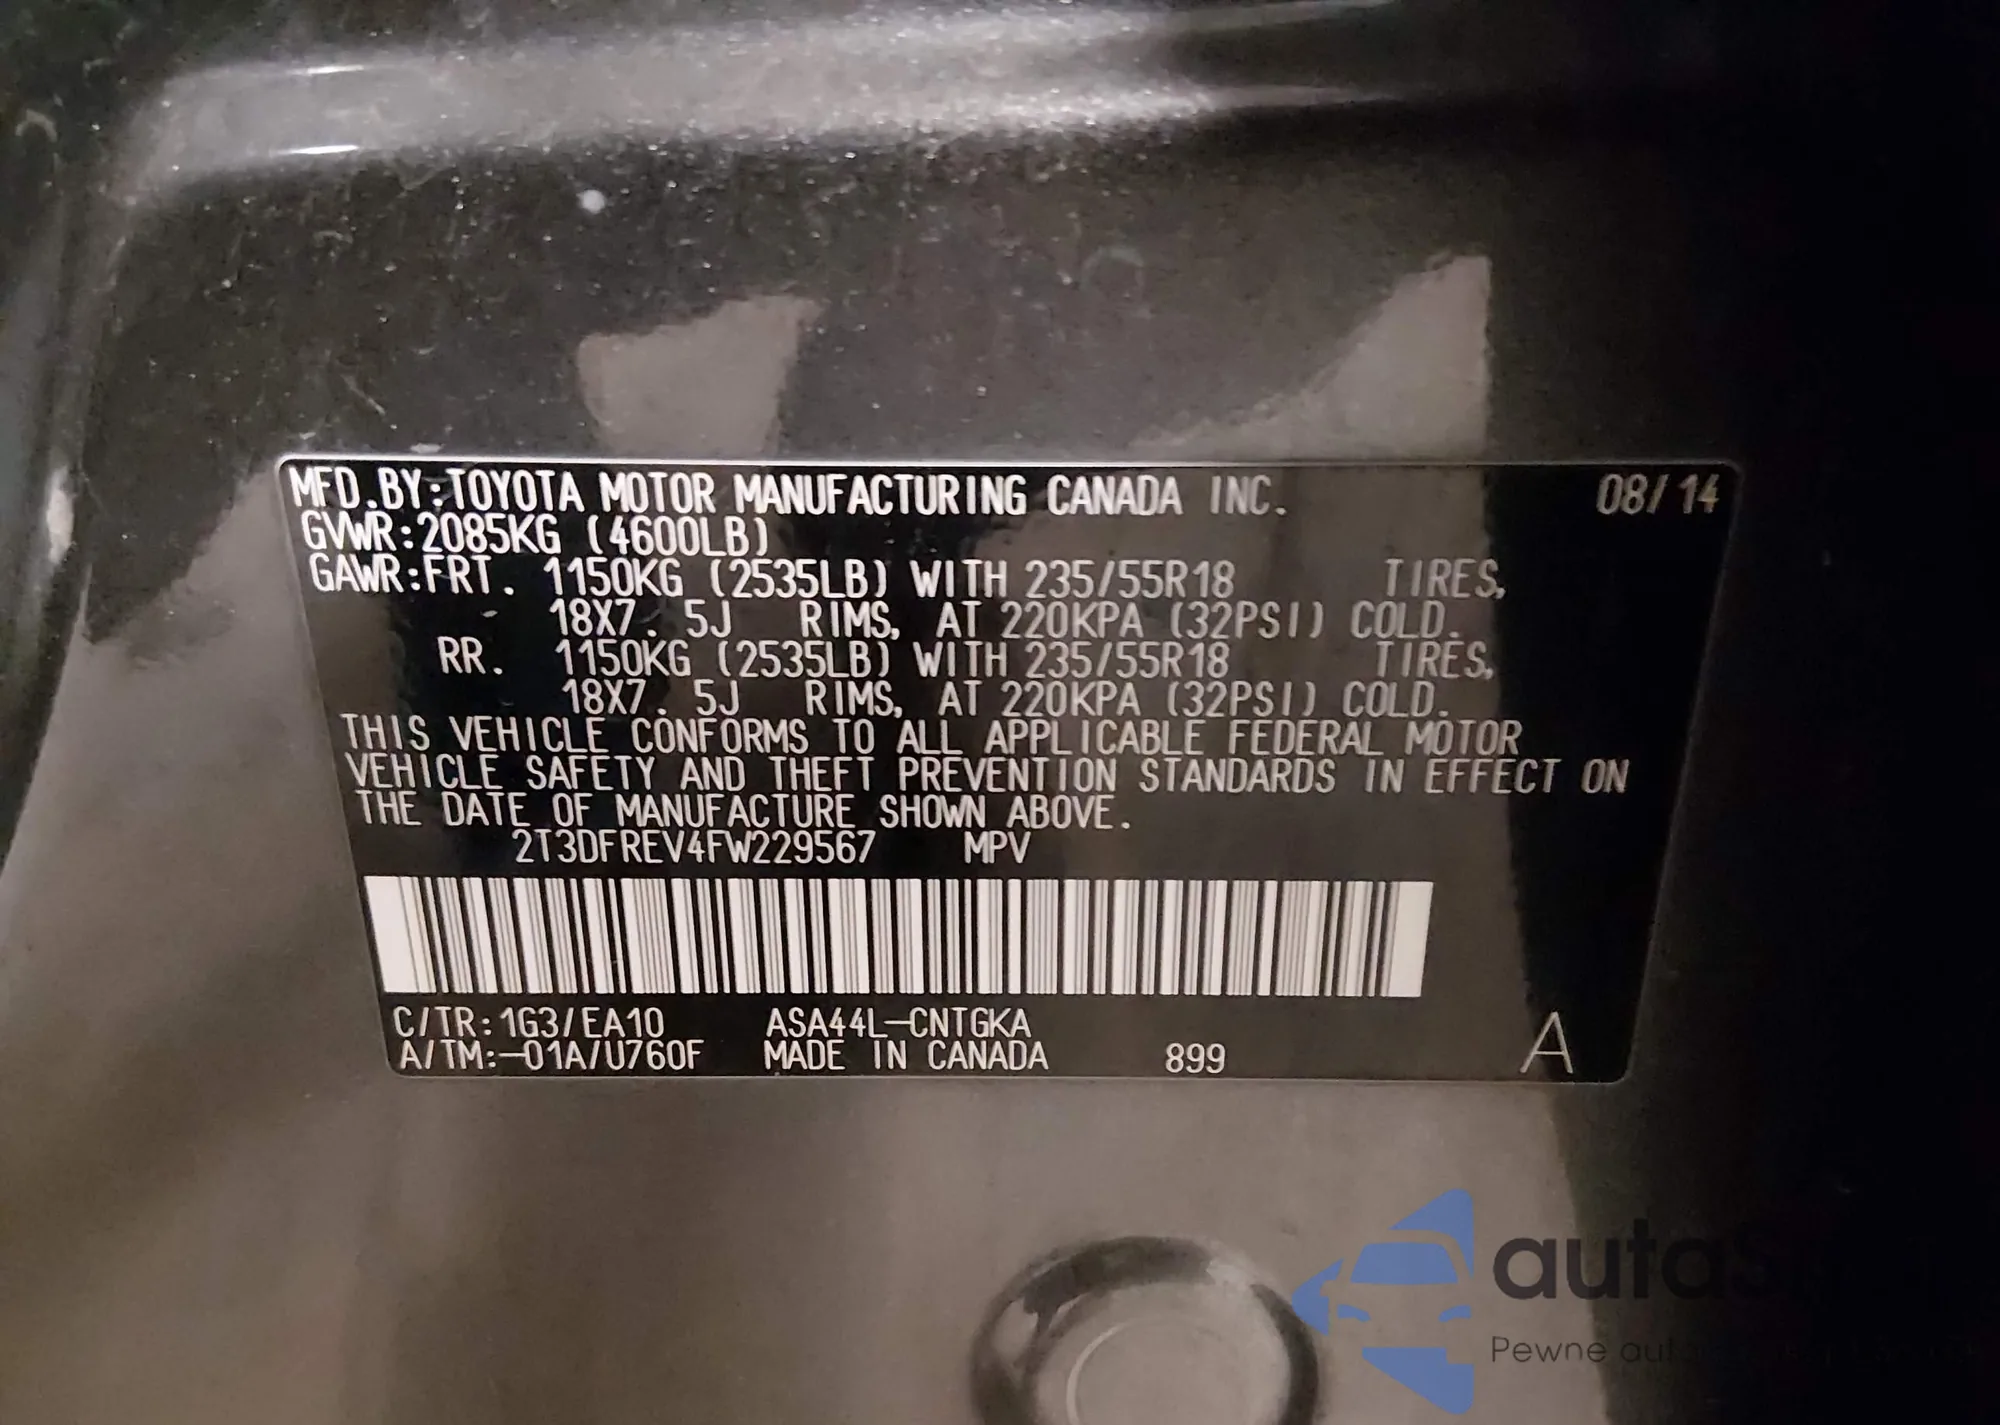 MFD.BY:TOYOTA MOTOR MANUFACTURING CANADA INC. 08/14
GVWR:2085KG (4600LB)
GAWR:FRT. 1150KG (2535LB) WITH 235/55R18 TIRES,
18X7.5J RIMS, AT 220KPA (32PSI) COLD.
RR. 1150KG (2535LB) WITH 235/55R18 TIRES,
18X7.5J RIMS, AT 220KPA (32PSI) COLD.
THIS VEHICLE CONFORMS TO ALL APPLICABLE FEDERAL MOTOR
VEHICLE SAFETY AND THEFT PREVENTION STANDARDS IN EFFECT ON
THE DATE OF MANUFACTURE SHOWN ABOVE.
2T3DFREV4FW229567 MPV
C/TR:1G3/EA10 ASA44L-CNTGKA
A/TM:-01A/U760F MADE IN CANADA 899 A
Pewne